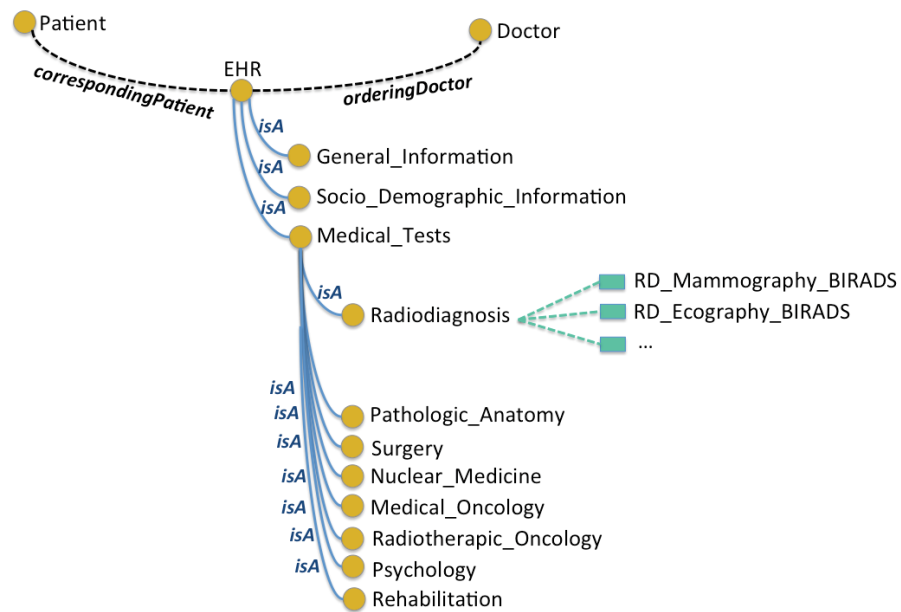 Patient
Doctor
EHR
correspondingPatient
orderingDoctor
isA
General_Information
isA
Socio_Demographic_Information
isA
Medical_Tests
RD_Mammography_BIRADS
isA
Radiodiagnosis
RD_Ecography_BIRADS
...
isA
isA
Pathologic_Anatomy
isA
Surgery
isA
Nuclear_Medicine
isA
Medical_Oncology
isA
Radiotherapic_Oncology
isA
Psychology
Rehabilitation